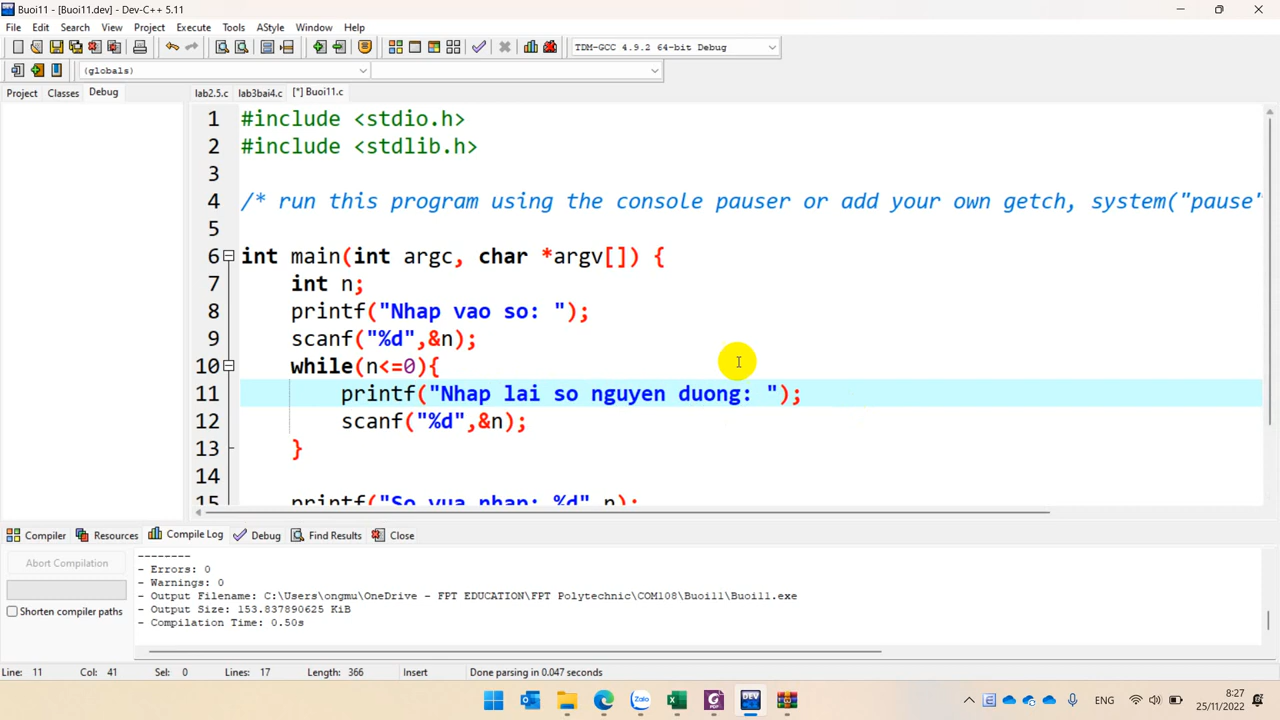 Buoi11 - [Buoi11.dev] - Dev-C++ 5.11
File Edit Search View Project Execute Tools AStyle Window Help
TDM-GCC 4.9.2 64-bit Debug
(globals)
Project Classes Debug lab2.5.c lab3bai4.c [*] Buoi11.c
1 #include <stdio.h>
2 #include <stdlib.h>
3
4 /* run this program using the console pauser or add your own getch, system("pause"
5
6 int main(int argc, char *argv[]) {
7 int n;
8 printf("Nhap vao so: ");
9 scanf("%d",&n);
10 while(n<=0){
11 printf("Nhap lai so nguyen duong: ");
12 scanf("%d",&n);
13 }
14
15 printf("So vua nhap: %d",n);
Compiler Resources Compile Log Debug Find Results Close
Abort Compilation
Shorten compiler paths
--------
- Errors: 0
- Warnings: 0
- Output Filename: C:\Users\ongmu\OneDrive - FPT EDUCATION\FPT Polytechnic\COM108\Buoi11\Buoi11.exe
- Output Size: 153.837890625 KiB
- Compilation Time: 0.50s
Line: 11 Col: 41 Sel: 0 Lines: 17 Length: 366 Insert Done parsing in 0.047 seconds
Zalo
PDF
DEV
ENG
8:27
25/11/2022